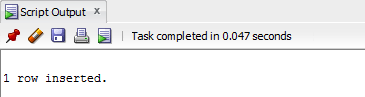 Script Output x
Task completed in 0.047 seconds
1 row inserted.